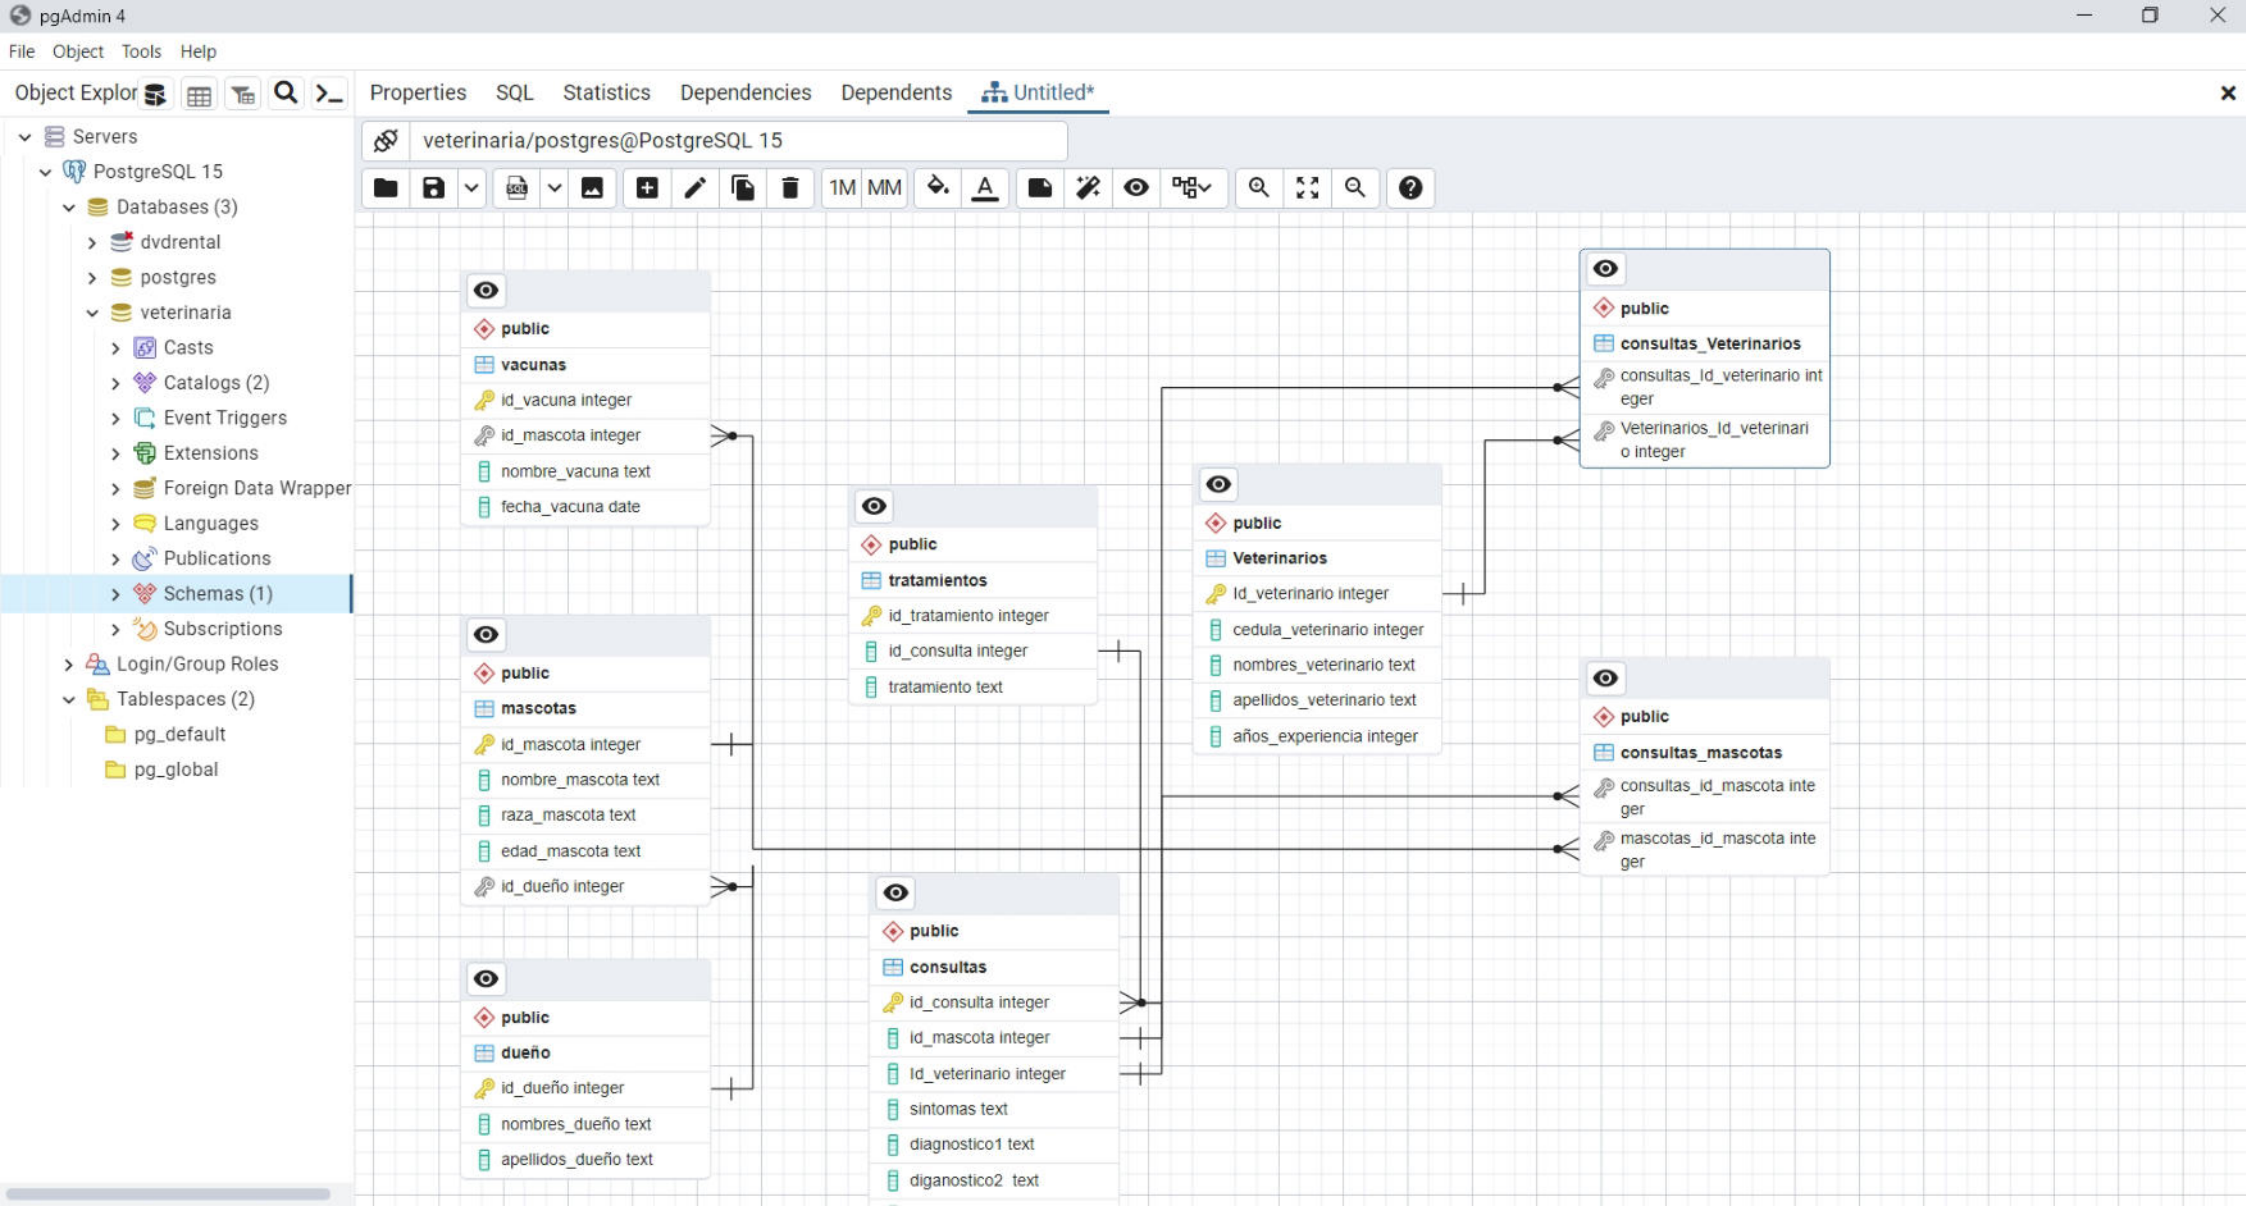 pgAdmin 4
File Object Tools Help
Object Explor
Properties SQL Statistics Dependencies Dependents Untitled*
veterinaria/postgres@PostgreSQL 15
SQL 1M MM A
Servers
PostgreSQL 15
Databases (3)
dvdrental
postgres
veterinaria
Casts
Catalogs (2)
Event Triggers
Extensions
Foreign Data Wrapper
Languages
Publications
Schemas (1)
Subscriptions
Login/Group Roles
Tablespaces (2)
pg_default
pg_global
public
vacunas
id_vacuna integer
id_mascota integer
nombre_vacuna text
fecha_vacuna date
public
mascotas
id_mascota integer
nombre_mascota text
raza_mascota text
edad_mascota text
id_dueño integer
public
dueño
id_dueño integer
nombres_dueño text
apellidos_dueño text
public
tratamientos
id_tratamiento integer
id_consulta integer
tratamiento text
public
consultas
id_consulta integer
id_mascota integer
Id_veterinario integer
sintomas text
diagnostico1 text
diganostico2 text
public
Veterinarios
Id_veterinario integer
cedula_veterinario integer
nombres_veterinario text
apellidos_veterinario text
años_experiencia integer
public
consultas_Veterinarios
consultas_Id_veterinario int
eger
Veterinarios_Id_veterinari
o integer
public
consultas_mascotas
consultas_id_mascota inte
ger
mascotas_id_mascota inte
ger